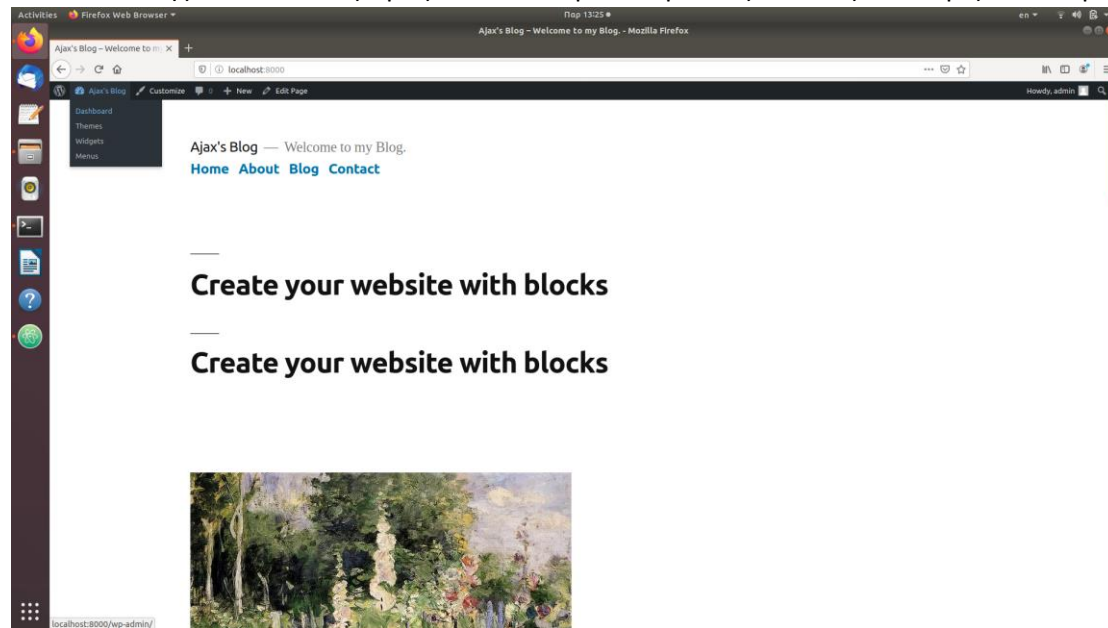 Activities Firefox Web Browser Παρ 13:25 en
Ajax's Blog – Welcome to my Blog. - Mozilla Firefox
Ajax's Blog – Welcome to m
localhost:8000
Ajax's Blog Customize 0 New Edit Page Howdy, admin
Dashboard
Themes
Widgets
Menus
Ajax's Blog — Welcome to my Blog.
Home About Blog Contact
Create your website with blocks
Create your website with blocks
localhost:8000/wp-admin/